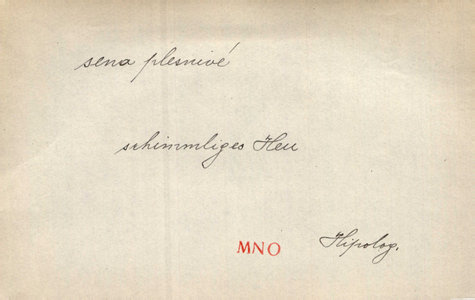 sena plesnivé
schimmliges Heu
MNO Hipolog.